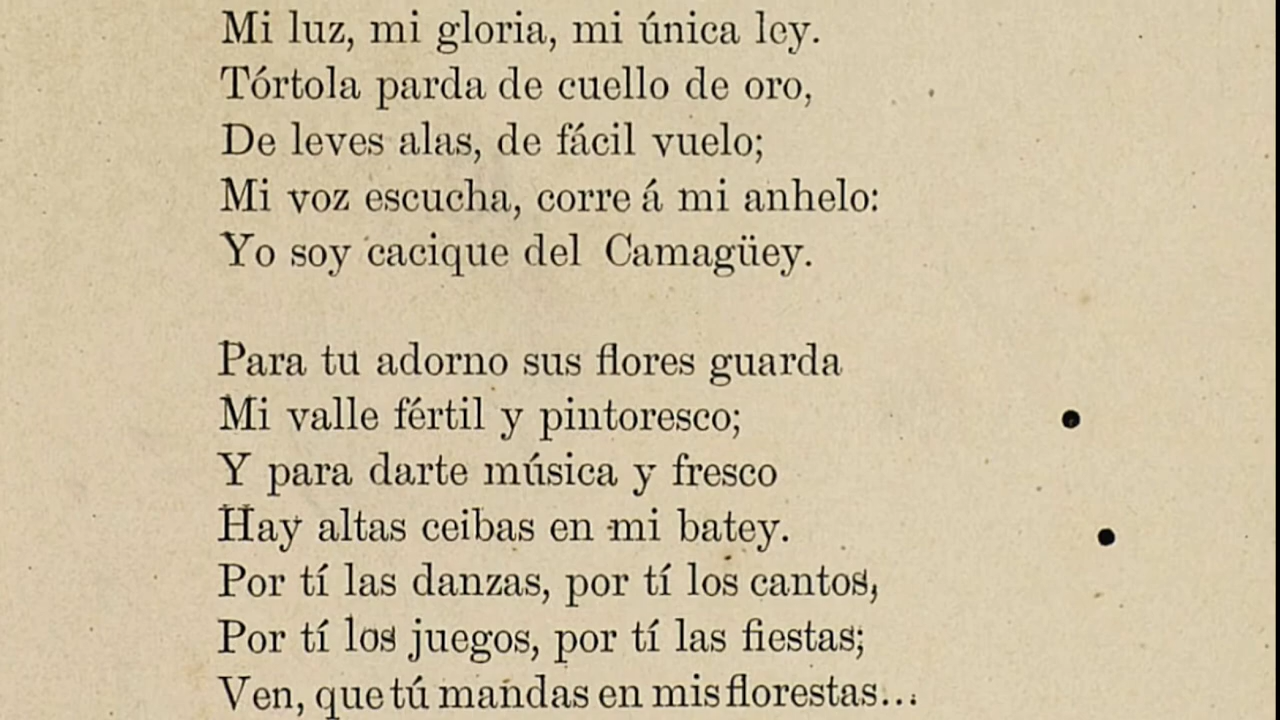 Mi luz, mi gloria, mi única ley.
Tórtola parda de cuello de oro,
De leves alas, de fácil vuelo;
Mi voz escucha, corre á mi anhelo:
Yo soy cacique del Camagüey.
Para tu adorno sus flores guarda
Mi valle fértil y pintoresco;
Y para darte música y fresco
Hay altas ceibas en mi batey.
Por tí las danzas, por tí los cantos,
Por tí los juegos, por tí las fiestas;
Ven, que tú mandas en mis florestas...